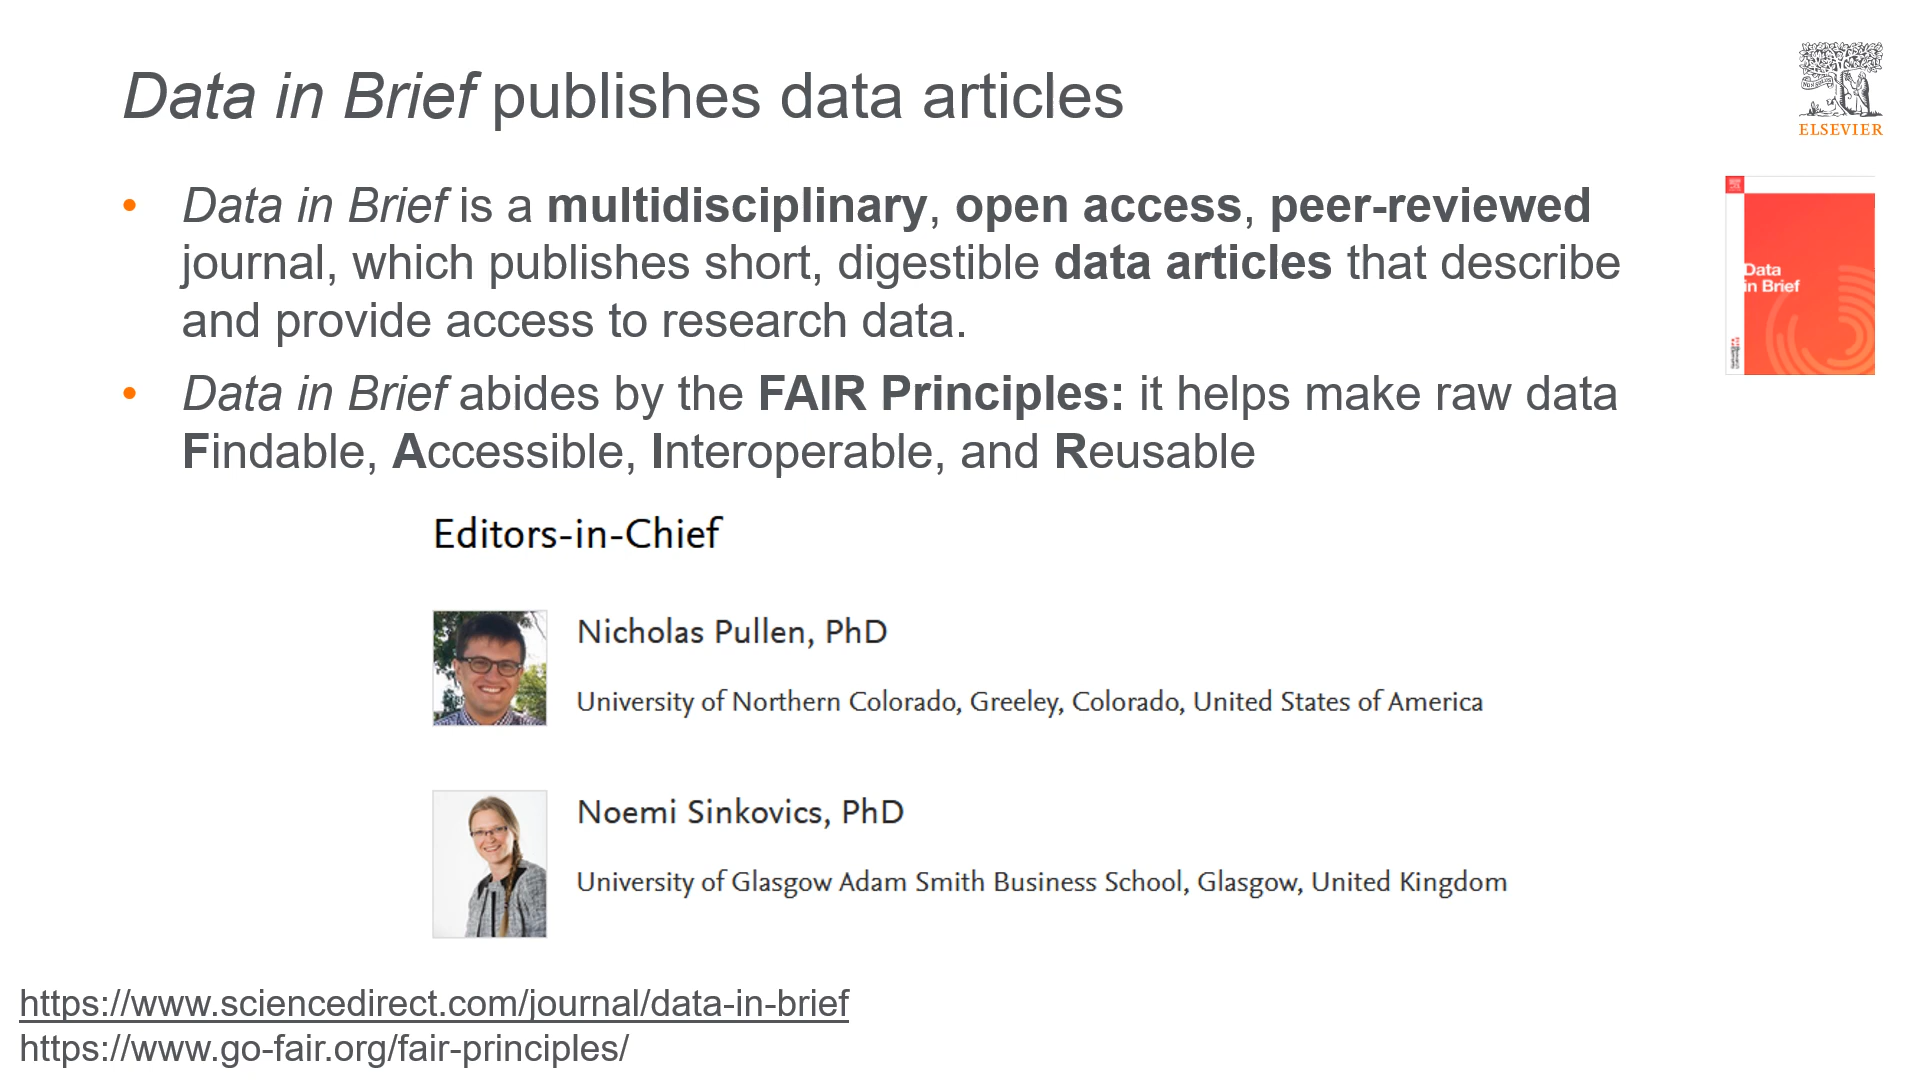 Data in Brief publishes data articles
ELSEVIER
• Data in Brief is a multidisciplinary, open access, peer-reviewed
journal, which publishes short, digestible data articles that describe
and provide access to research data.
Data
in Brief
• Data in Brief abides by the FAIR Principles: it helps make raw data
Findable, Accessible, Interoperable, and Reusable
Editors-in-Chief
Nicholas Pullen, PhD
University of Northern Colorado, Greeley, Colorado, United States of America
Noemi Sinkovics, PhD
University of Glasgow Adam Smith Business School, Glasgow, United Kingdom
https://www.sciencedirect.com/journal/data-in-brief
https://www.go-fair.org/fair-principles/